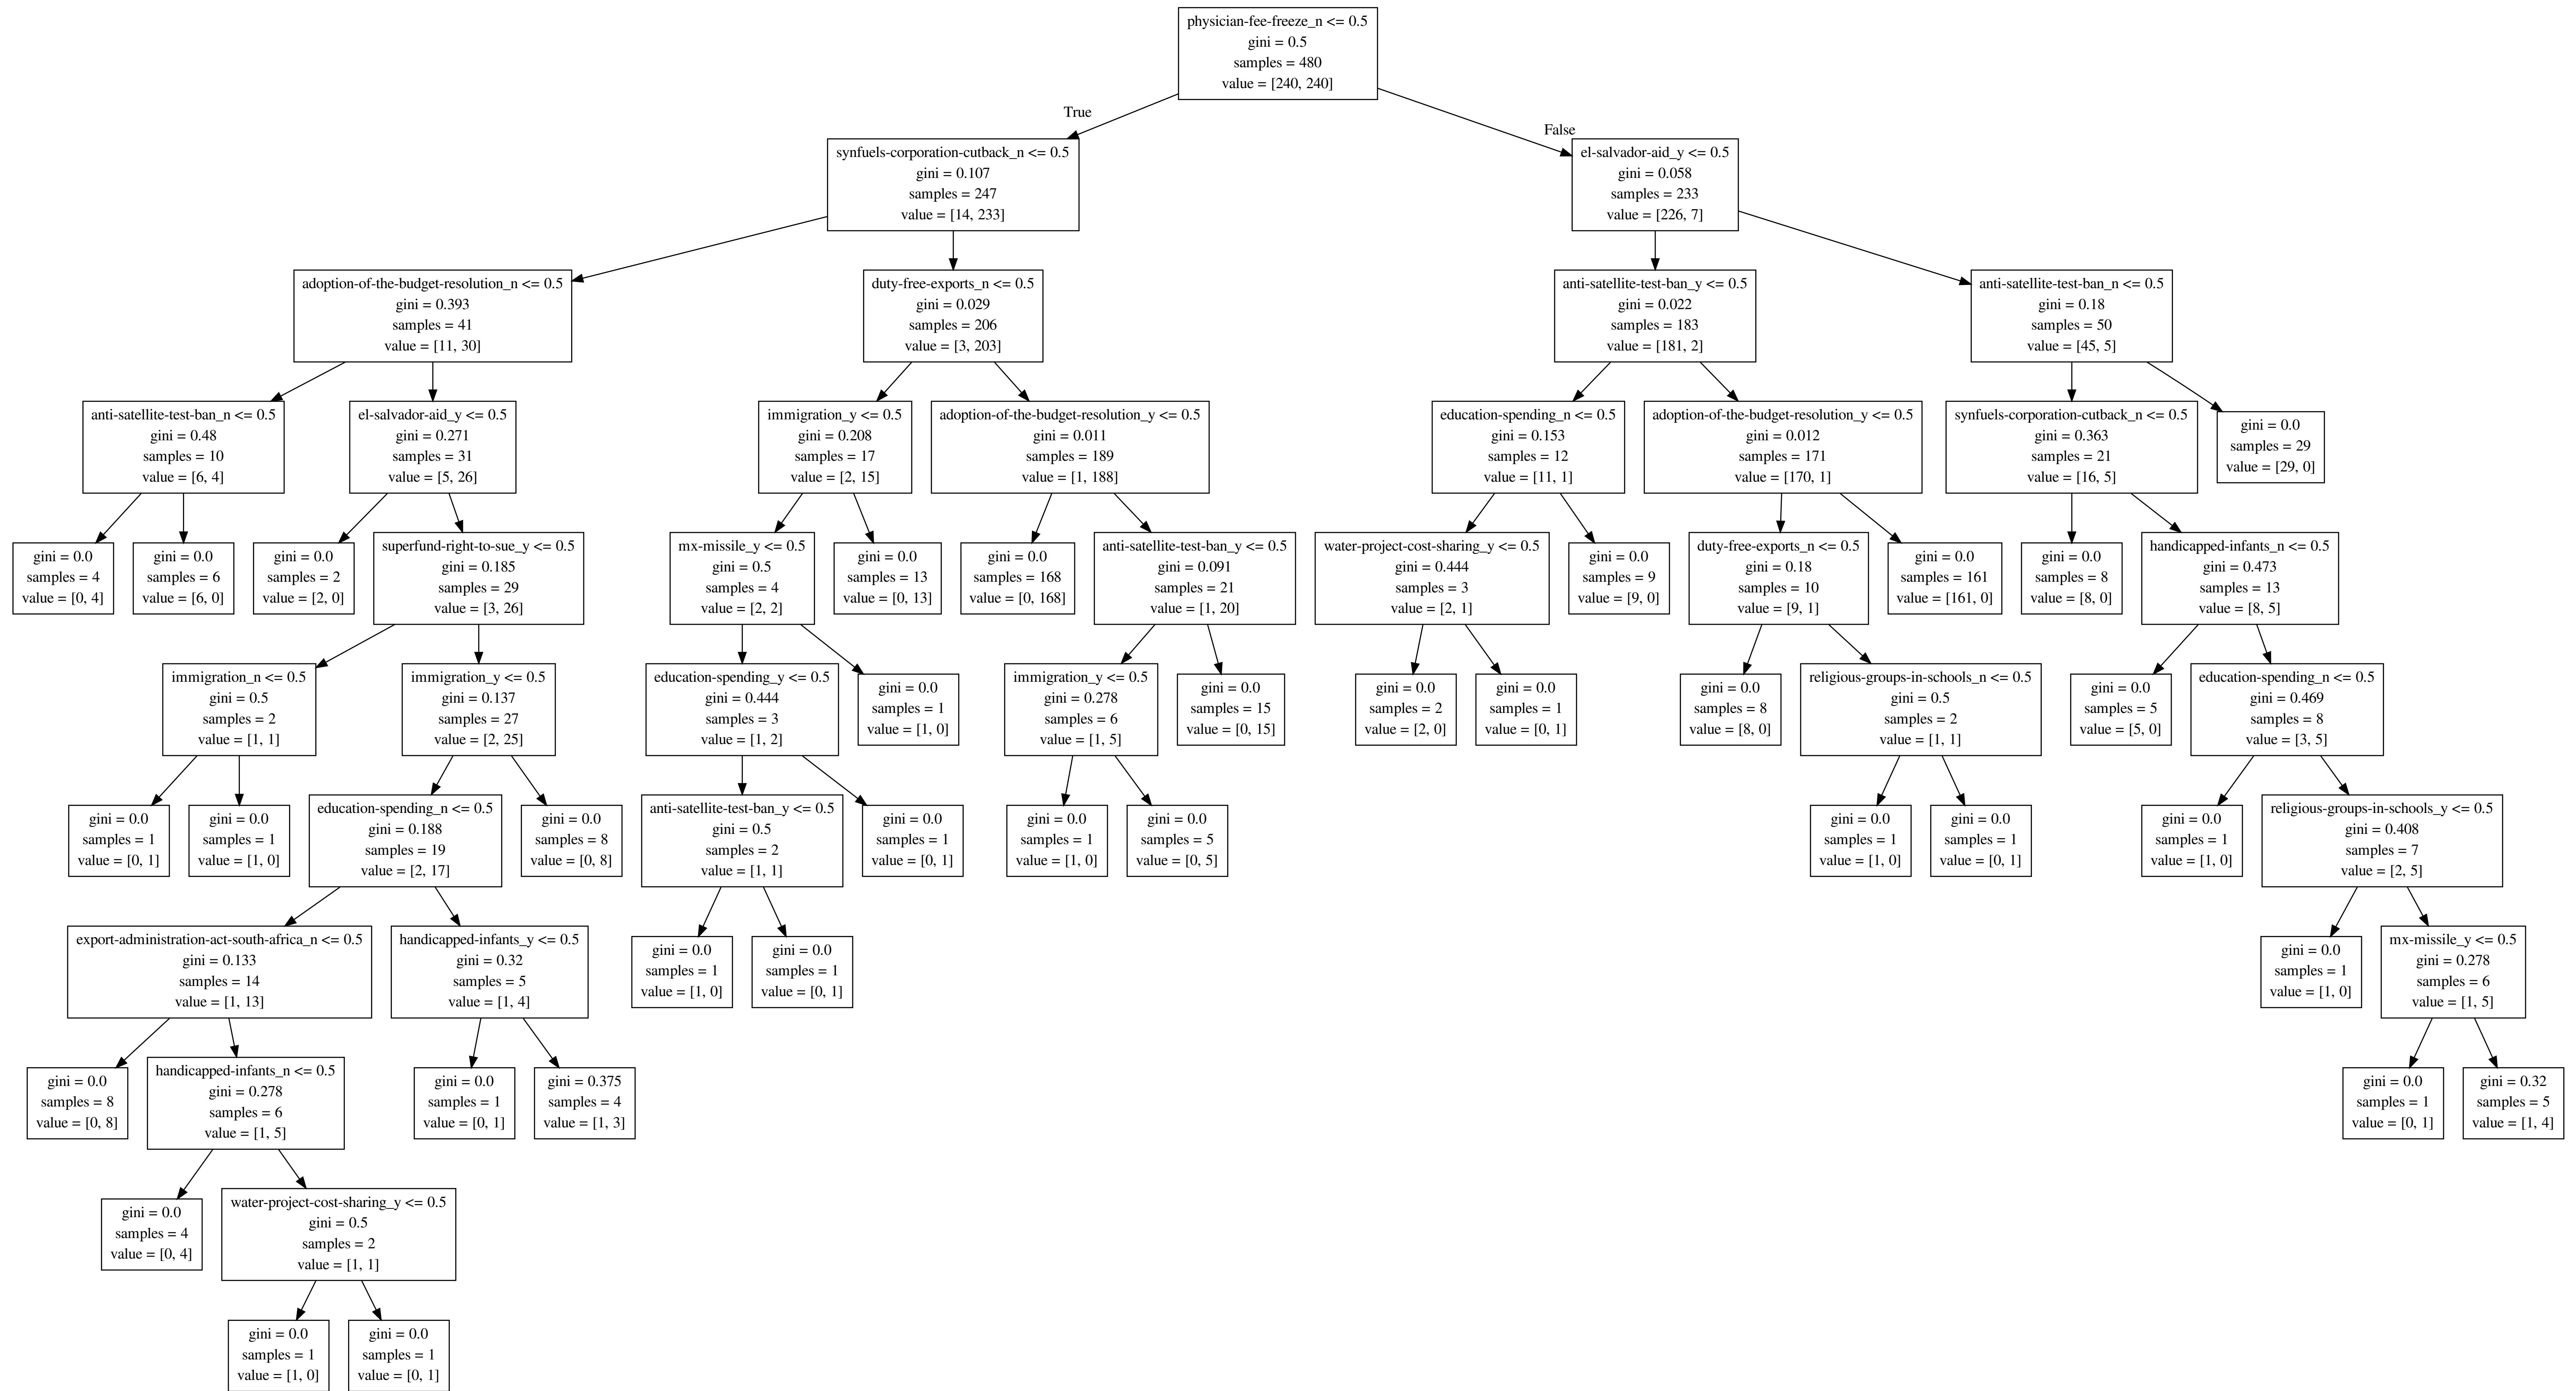 physician-fee-freeze_n <= 0.5
gini = 0.5
samples = 480
value = [240, 240]
True
False
synfuels-corporation-cutback_n <= 0.5
gini = 0.107
samples = 247
value = [14, 233]
el-salvador-aid_y <= 0.5
gini = 0.058
samples = 233
value = [226, 7]
adoption-of-the-budget-resolution_n <= 0.5
gini = 0.393
samples = 41
value = [11, 30]
duty-free-exports_n <= 0.5
gini = 0.029
samples = 206
value = [3, 203]
anti-satellite-test-ban_y <= 0.5
gini = 0.022
samples = 183
value = [181, 2]
anti-satellite-test-ban_n <= 0.5
gini = 0.18
samples = 50
value = [45, 5]
anti-satellite-test-ban_n <= 0.5
gini = 0.48
samples = 10
value = [6, 4]
el-salvador-aid_y <= 0.5
gini = 0.271
samples = 31
value = [5, 26]
immigration_y <= 0.5
gini = 0.208
samples = 17
value = [2, 15]
adoption-of-the-budget-resolution_y <= 0.5
gini = 0.011
samples = 189
value = [1, 188]
education-spending_n <= 0.5
gini = 0.153
samples = 12
value = [11, 1]
adoption-of-the-budget-resolution_y <= 0.5
gini = 0.012
samples = 171
value = [170, 1]
synfuels-corporation-cutback_n <= 0.5
gini = 0.363
samples = 21
value = [16, 5]
gini = 0.0
samples = 29
value = [29, 0]
gini = 0.0
samples = 4
value = [0, 4]
gini = 0.0
samples = 6
value = [6, 0]
gini = 0.0
samples = 2
value = [2, 0]
superfund-right-to-sue_y <= 0.5
gini = 0.185
samples = 29
value = [3, 26]
mx-missile_y <= 0.5
gini = 0.5
samples = 4
value = [2, 2]
gini = 0.0
samples = 13
value = [0, 13]
gini = 0.0
samples = 168
value = [0, 168]
anti-satellite-test-ban_y <= 0.5
gini = 0.091
samples = 21
value = [1, 20]
water-project-cost-sharing_y <= 0.5
gini = 0.444
samples = 3
value = [2, 1]
gini = 0.0
samples = 9
value = [9, 0]
duty-free-exports_n <= 0.5
gini = 0.18
samples = 10
value = [9, 1]
gini = 0.0
samples = 161
value = [161, 0]
gini = 0.0
samples = 8
value = [8, 0]
handicapped-infants_n <= 0.5
gini = 0.473
samples = 13
value = [8, 5]
immigration_n <= 0.5
gini = 0.5
samples = 2
value = [1, 1]
immigration_y <= 0.5
gini = 0.137
samples = 27
value = [2, 25]
education-spending_y <= 0.5
gini = 0.444
samples = 3
value = [1, 2]
gini = 0.0
samples = 1
value = [1, 0]
immigration_y <= 0.5
gini = 0.278
samples = 6
value = [1, 5]
gini = 0.0
samples = 15
value = [0, 15]
gini = 0.0
samples = 2
value = [2, 0]
gini = 0.0
samples = 1
value = [0, 1]
gini = 0.0
samples = 8
value = [8, 0]
religious-groups-in-schools_n <= 0.5
gini = 0.5
samples = 2
value = [1, 1]
gini = 0.0
samples = 5
value = [5, 0]
education-spending_n <= 0.5
gini = 0.469
samples = 8
value = [3, 5]
gini = 0.0
samples = 1
value = [0, 1]
gini = 0.0
samples = 1
value = [1, 0]
education-spending_n <= 0.5
gini = 0.188
samples = 19
value = [2, 17]
gini = 0.0
samples = 8
value = [0, 8]
anti-satellite-test-ban_y <= 0.5
gini = 0.5
samples = 2
value = [1, 1]
gini = 0.0
samples = 1
value = [0, 1]
gini = 0.0
samples = 1
value = [1, 0]
gini = 0.0
samples = 5
value = [0, 5]
gini = 0.0
samples = 1
value = [1, 0]
gini = 0.0
samples = 1
value = [0, 1]
gini = 0.0
samples = 1
value = [1, 0]
religious-groups-in-schools_y <= 0.5
gini = 0.408
samples = 7
value = [2, 5]
export-administration-act-south-africa_n <= 0.5
gini = 0.133
samples = 14
value = [1, 13]
handicapped-infants_y <= 0.5
gini = 0.32
samples = 5
value = [1, 4]
gini = 0.0
samples = 1
value = [1, 0]
gini = 0.0
samples = 1
value = [0, 1]
gini = 0.0
samples = 1
value = [1, 0]
mx-missile_y <= 0.5
gini = 0.278
samples = 6
value = [1, 5]
gini = 0.0
samples = 8
value = [0, 8]
handicapped-infants_n <= 0.5
gini = 0.278
samples = 6
value = [1, 5]
gini = 0.0
samples = 1
value = [0, 1]
gini = 0.375
samples = 4
value = [1, 3]
gini = 0.0
samples = 1
value = [0, 1]
gini = 0.32
samples = 5
value = [1, 4]
gini = 0.0
samples = 4
value = [0, 4]
water-project-cost-sharing_y <= 0.5
gini = 0.5
samples = 2
value = [1, 1]
gini = 0.0
samples = 1
value = [1, 0]
gini = 0.0
samples = 1
value = [0, 1]